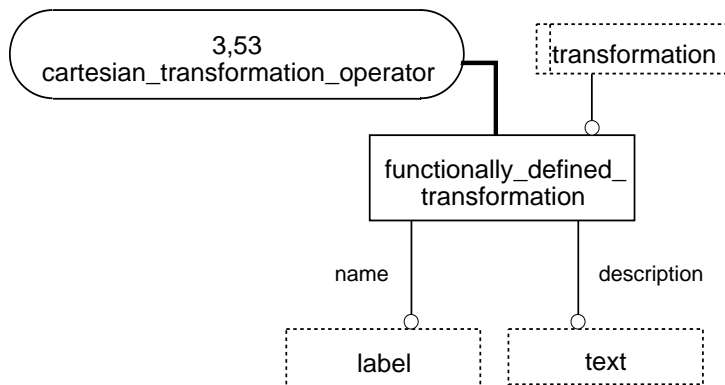 3,53
cartesian_transformation_operator
transformation
functionally_defined_
transformation
name
description
label
text